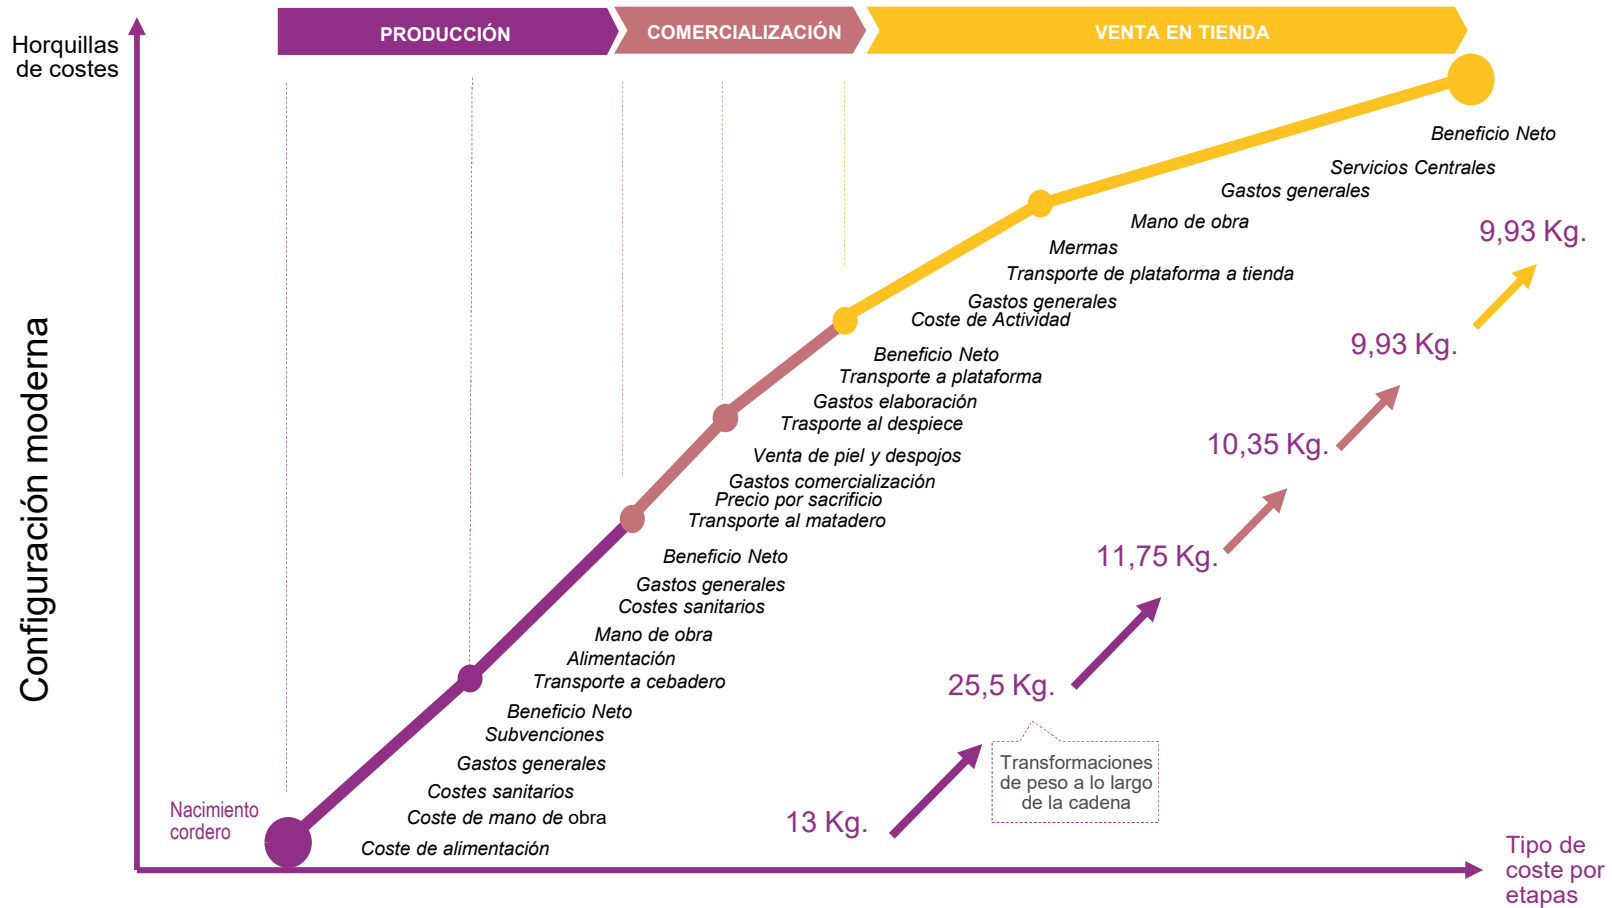 Horquillas
de costes
PRODUCCIÓN
COMERCIALIZACIÓN
VENTA EN TIENDA
Configuración moderna
Beneficio Neto
Servicios Centrales
Gastos generales
Mano de obra
Mermas
Transporte de plataforma a tienda
Gastos generales
Coste de Actividad
Beneficio Neto
Transporte a plataforma
Gastos elaboración
Trasporte al despiece
Venta de piel y despojos
Gastos comercialización
Precio por sacrificio
Transporte al matadero
Beneficio Neto
Gastos generales
Costes sanitarios
Mano de obra
Alimentación
Transporte a cebadero
Beneficio Neto
Subvenciones
Gastos generales
Costes sanitarios
Coste de mano de obra
Coste de alimentación
Nacimiento
cordero
9,93 Kg.
9,93 Kg.
10,35 Kg.
11,75 Kg.
25,5 Kg.
13 Kg.
Transformaciones
de peso a lo largo
de la cadena
Tipo de
coste por
etapas